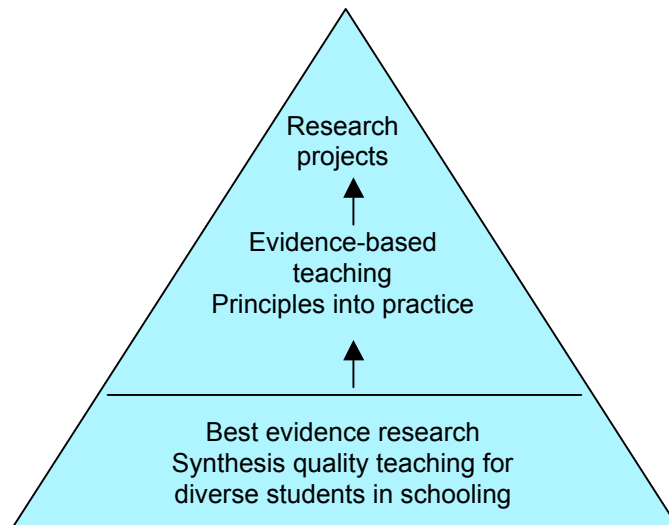 Research
projects
Evidence-based
teaching
Principles into practice
Best evidence research
Synthesis quality teaching for
diverse students in schooling